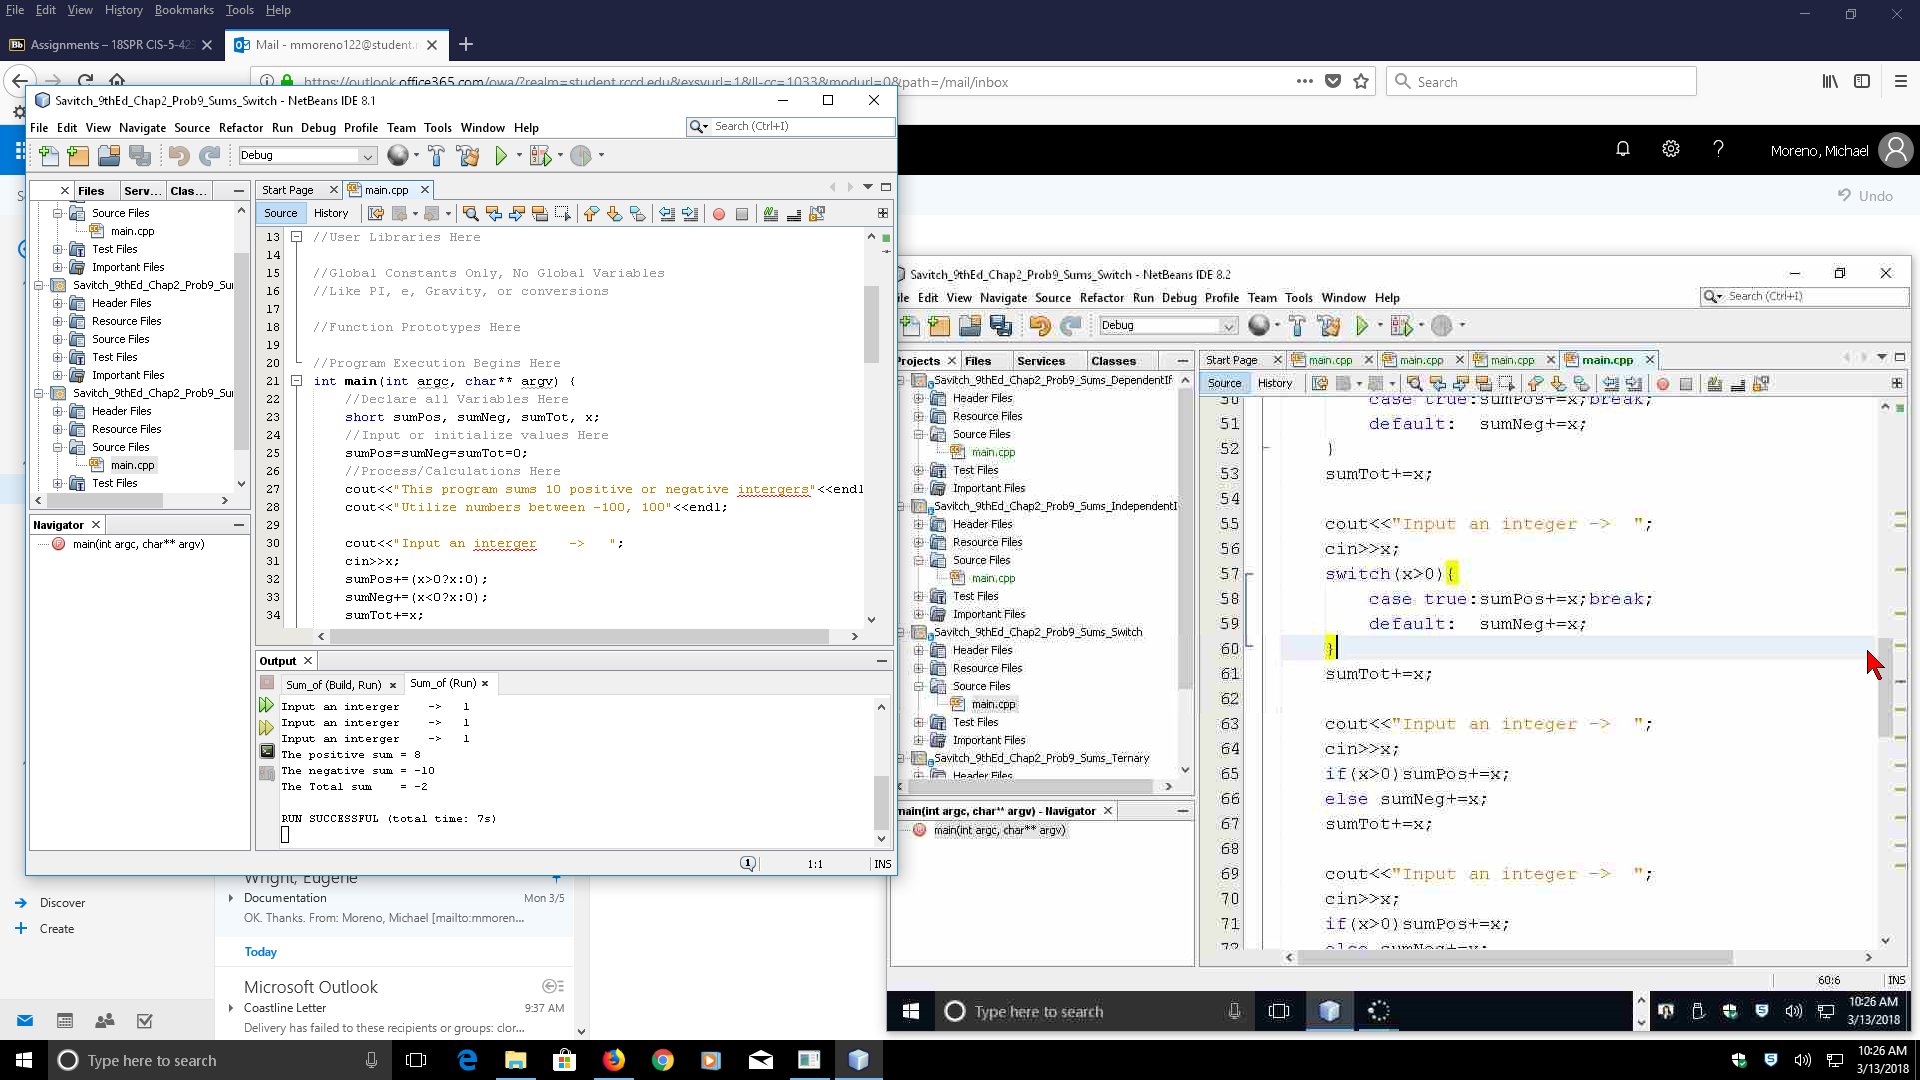 File Edit View History Bookmarks Tools Help
Assignments – 18SPR CIS-5-42
Mail - mmoreno122@student.r
https://outlook.office365.com/owa/?realm=student.rccd.edu&exsvurl=1&ll-cc=1033&modurl=0&path=/mail/inbox
Search
Moreno, Michael
Undo
Savitch_9thEd_Chap2_Prob9_Sums_Switch - NetBeans IDE 8.1
File Edit View Navigate Source Refactor Run Debug Profile Team Tools Window Help
Search (Ctrl+I)
Debug
Files Serv... Clas...
Start Page main.cpp
Source History
Source Files
main.cpp
Test Files
Important Files
Savitch_9thEd_Chap2_Prob9_Su
Header Files
Resource Files
Source Files
Test Files
Important Files
Savitch_9thEd_Chap2_Prob9_Su
Header Files
Resource Files
Source Files
main.cpp
Test Files
Navigator
main(int argc, char** argv)
13 //User Libraries Here
14
15 //Global Constants Only, No Global Variables
16 //Like PI, e, Gravity, or conversions
17
18 //Function Prototypes Here
19
20 //Program Execution Begins Here
21 int main(int argc, char** argv) {
22 //Declare all Variables Here
23 short sumPos, sumNeg, sumTot, x;
24 //Input or initialize values Here
25 sumPos=sumNeg=sumTot=0;
26 //Process/Calculations Here
27 cout<<"This program sums 10 positive or negative intergers"<<endl
28 cout<<"Utilize numbers between -100, 100"<<endl;
29
30 cout<<"Input an interger    ->   ";
31 cin>>x;
32 sumPos+=(x>0?x:0);
33 sumNeg+=(x<0?x:0);
34 sumTot+=x;
Output
Sum_of (Build, Run) Sum_of (Run)
Input an interger    ->   1
Input an interger    ->   1
Input an interger    ->   1
The positive sum = 8
The negative sum = -10
The Total sum    = -2
RUN SUCCESSFUL (total time: 7s)
1:1 INS
Savitch_9thEd_Chap2_Prob9_Sums_Switch - NetBeans IDE 8.2
ile Edit View Navigate Source Refactor Run Debug Profile Team Tools Window Help
Search (Ctrl+I)
Debug
Projects Files Services Classes
Start Page main.cpp main.cpp main.cpp main.cpp
Source History
Savitch_9thEd_Chap2_Prob9_Sums_DependentIf
Header Files
Resource Files
Source Files
main.cpp
Test Files
Important Files
Savitch_9thEd_Chap2_Prob9_Sums_IndependentI
Header Files
Resource Files
Source Files
main.cpp
Test Files
Important Files
Savitch_9thEd_Chap2_Prob9_Sums_Switch
Header Files
Resource Files
Source Files
main.cpp
Test Files
Important Files
Savitch_9thEd_Chap2_Prob9_Sums_Ternary
Header Files
main(int argc, char** argv) - Navigator
main(int argc, char** argv)
50 case true:sumPos+=x;break;
51 default:  sumNeg+=x;
52 }
53 sumTot+=x;
54
55 cout<<"Input an integer ->  ";
56 cin>>x;
57 switch(x>0){
58 case true:sumPos+=x;break;
59 default:  sumNeg+=x;
60 }
61 sumTot+=x;
62
63 cout<<"Input an integer ->  ";
64 cin>>x;
65 if(x>0)sumPos+=x;
66 else sumNeg+=x;
67 sumTot+=x;
68
69 cout<<"Input an integer ->  ";
70 cin>>x;
71 if(x>0)sumPos+=x;
72 else sumNeg+=x;
60:6 INS
Type here to search
10:26 AM
3/13/2018
Discover
Create
Wright, Eugene
Documentation Mon 3/5
OK. Thanks. From: Moreno, Michael [mailto:mmoren...
Today
Microsoft Outlook
Coastline Letter 9:37 AM
Delivery has failed to these recipients or groups: clor...
Type here to search
10:26 AM
3/13/2018